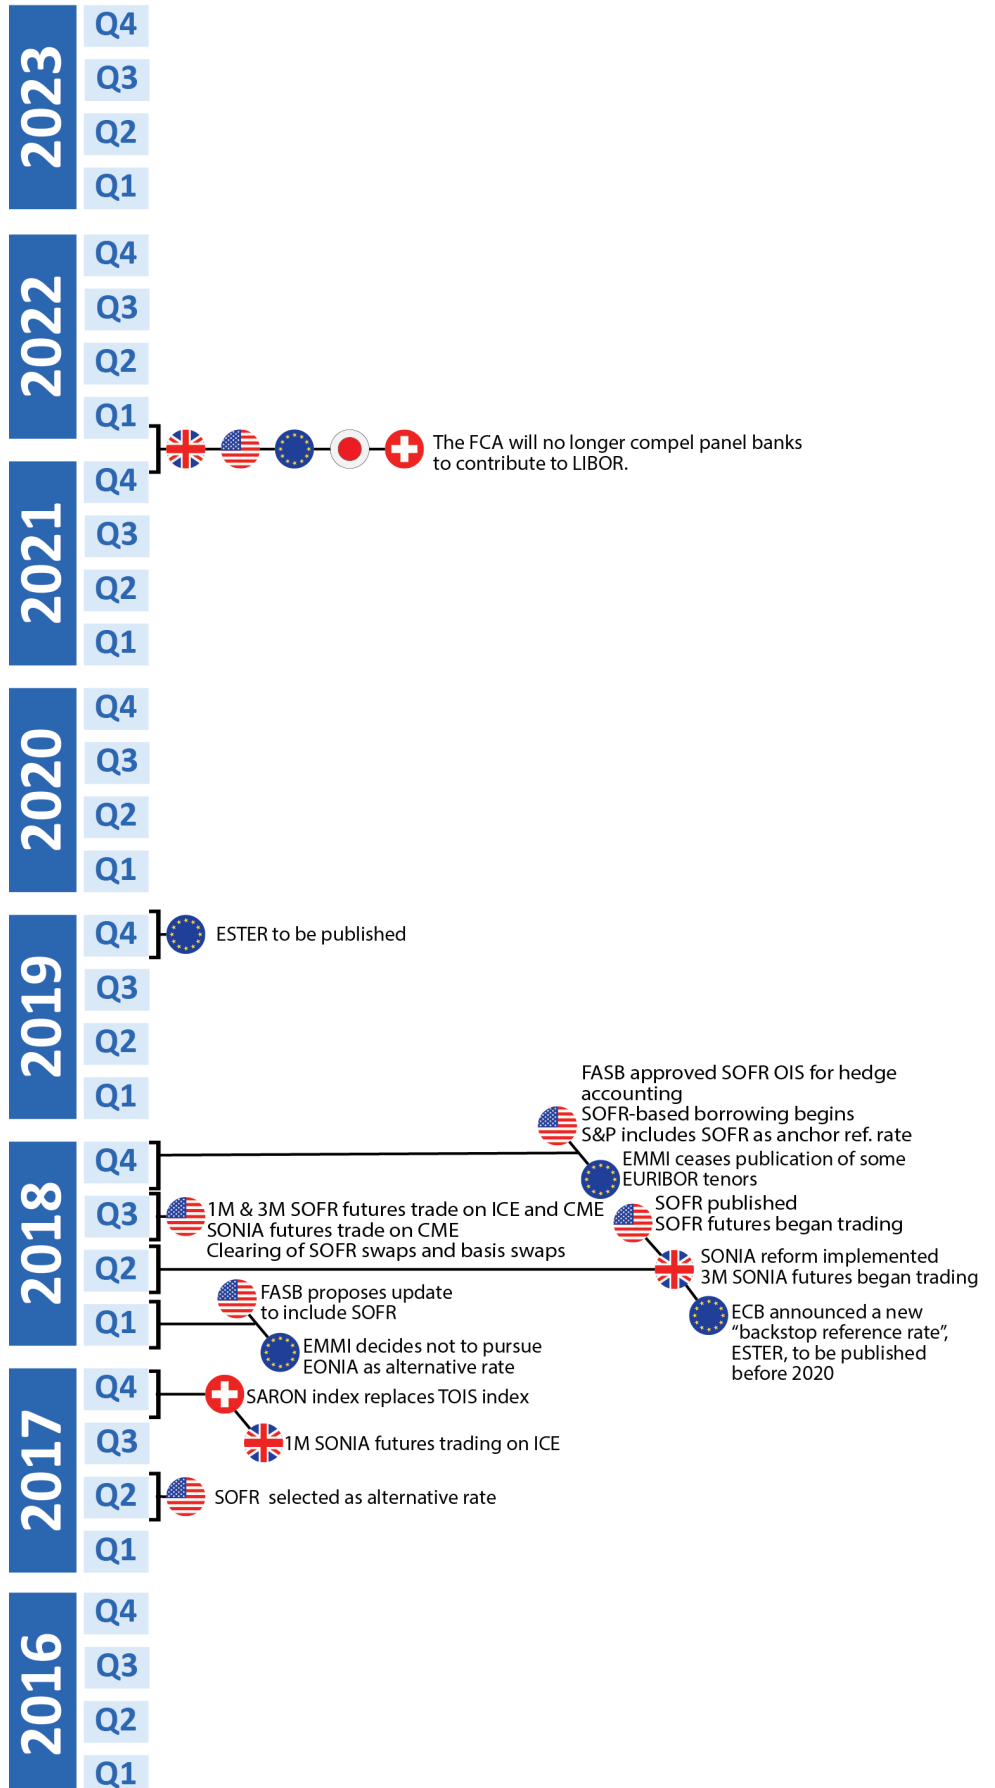 2023
Q4
Q3
Q2
Q1
2022
Q4
Q3
Q2
Q1
The FCA will no longer compel panel banks
to contribute to LIBOR.
2021
Q4
Q3
Q2
Q1
2020
Q4
Q3
Q2
Q1
2019
Q4
ESTER to be published
Q3
Q2
Q1
2018
Q4
FASB approved SOFR OIS for hedge
accounting
SOFR-based borrowing begins
S&P includes SOFR as anchor ref. rate
EMMI ceases publication of some
EURIBOR tenors
Q3
1M & 3M SOFR futures trade on ICE and CME
SONIA futures trade on CME
Clearing of SOFR swaps and basis swaps
Q2
SOFR published
SOFR futures began trading
SONIA reform implemented
3M SONIA futures began trading
ECB announced a new
“backstop reference rate”,
ESTER, to be published
before 2020
Q1
FASB proposes update
to include SOFR
EMMI decides not to pursue
EONIA as alternative rate
2017
Q4
SARON index replaces TOIS index
1M SONIA futures trading on ICE
Q3
Q2
SOFR selected as alternative rate
Q1
2016
Q4
Q3
Q2
Q1